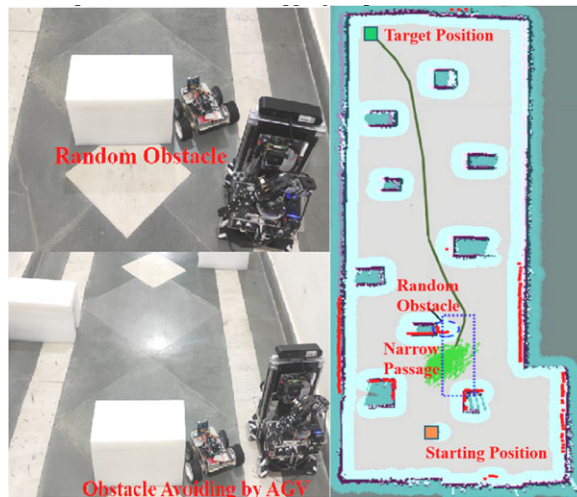 Random Obstacle
Obstacle Avoiding by AGV
Target Position
Random
Obstacle
Narrow
Passage
Starting Position